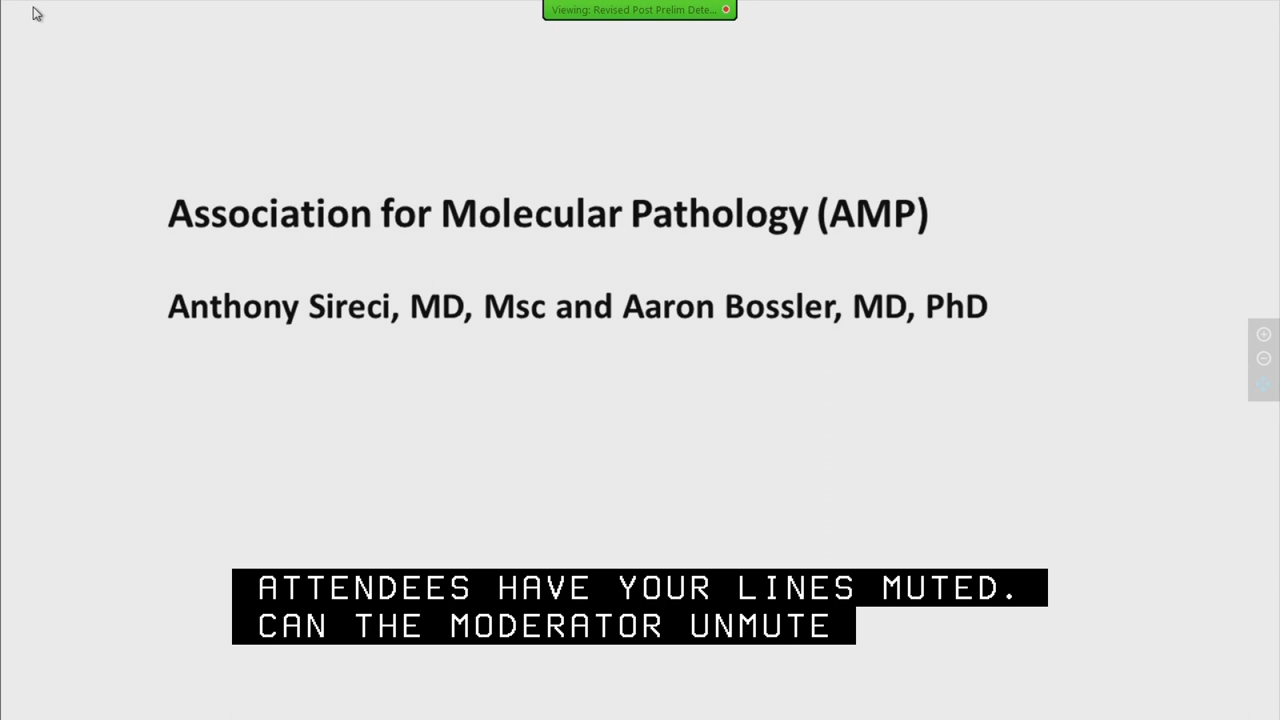 Viewing: Revised Post Prelim Dete...
Association for Molecular Pathology (AMP)
Anthony Sireci, MD, Msc and Aaron Bossler, MD, PhD
ATTENDEES HAVE YOUR LINES MUTED.
CAN THE MODERATOR UNMUTE